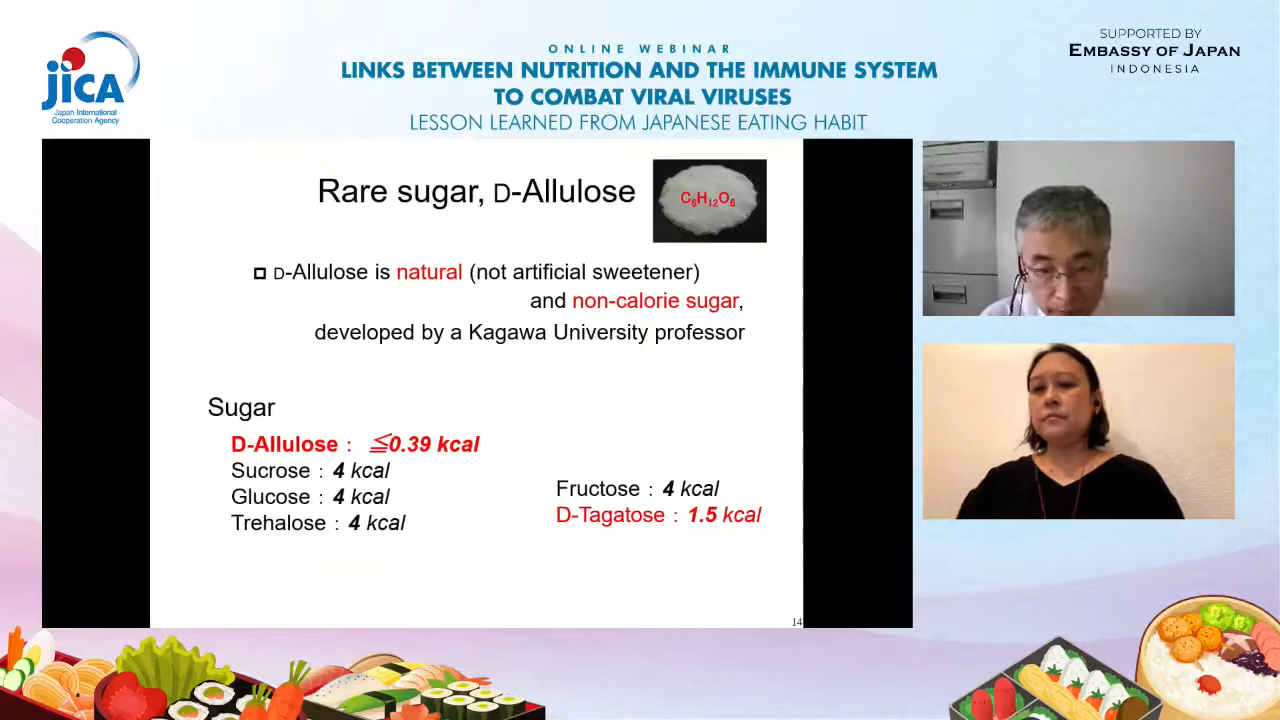 JICA
Japan International
Cooperation Agency
ONLINE WEBINAR
LINKS BETWEEN NUTRITION AND THE IMMUNE SYSTEM
TO COMBAT VIRAL VIRUSES
LESSON LEARNED FROM JAPANESE EATING HABIT
SUPPORTED BY
EMBASSY OF JAPAN
INDONESIA
Rare sugar, D-Allulose
C₆H₁₂O₆
D-Allulose is natural (not artificial sweetener)
and non-calorie sugar,
developed by a Kagawa University professor
Sugar
D-Allulose : ≦0.39 kcal
Sucrose : 4 kcal
Glucose : 4 kcal
Trehalose : 4 kcal
Fructose : 4 kcal
D-Tagatose : 1.5 kcal
14